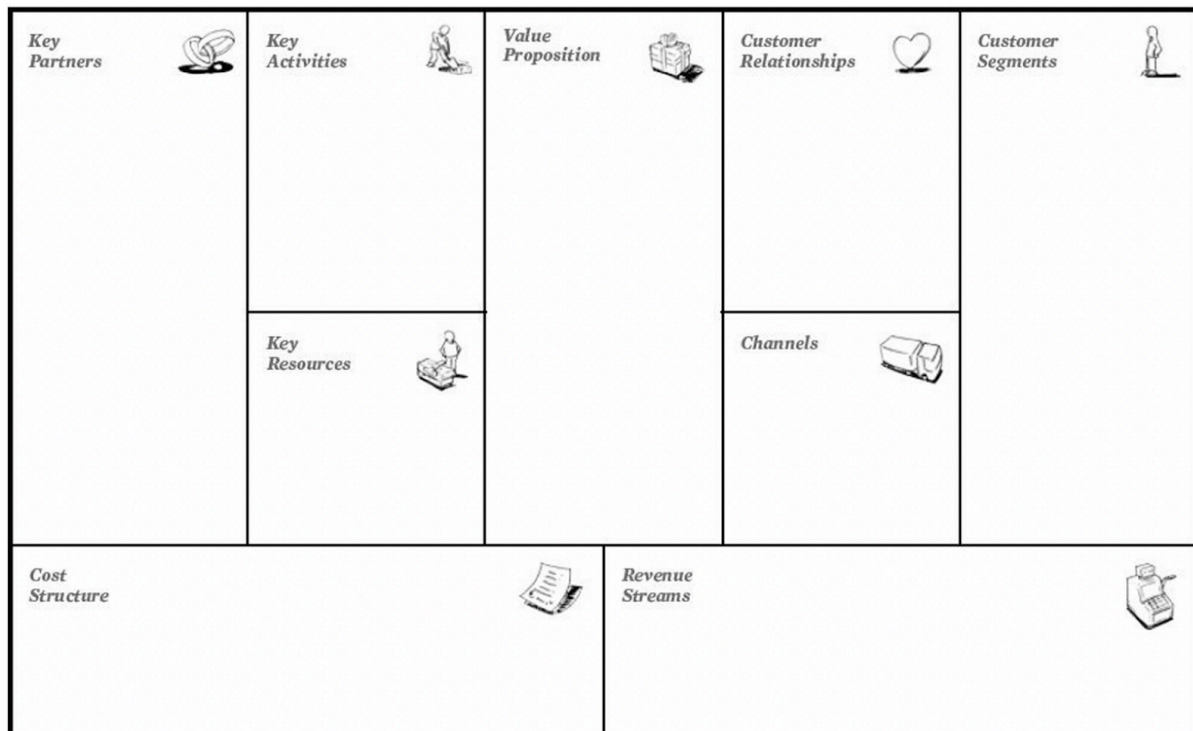 Key
Partners
Key
Activities
Value
Proposition
Customer
Relationships
Customer
Segments
Key
Resources
Channels
Cost
Structure
Revenue
Streams